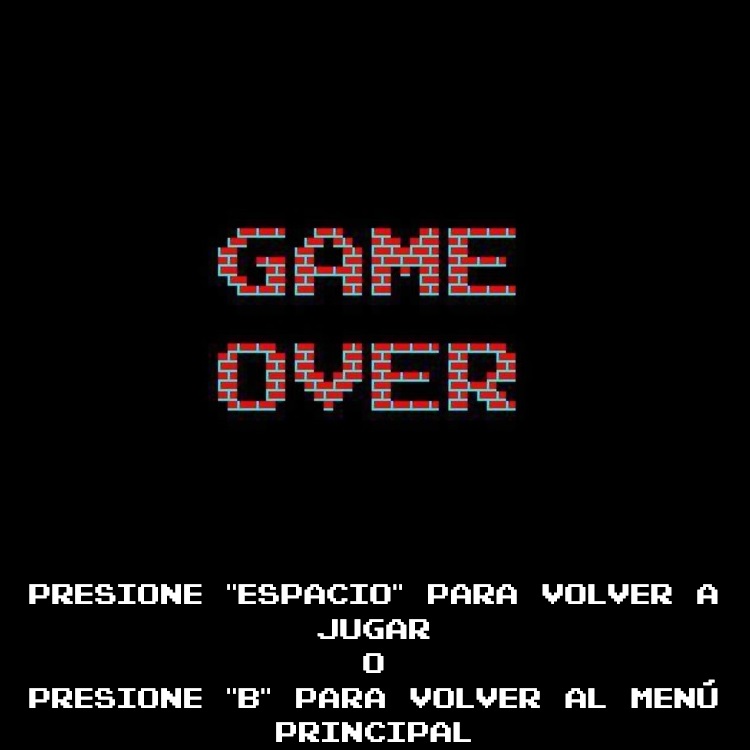 GAME
OVER
PRESIONE "ESPACIO" PARA VOLVER A
JUGAR
O
PRESIONE "B" PARA VOLVER AL MENÚ
PRINCIPAL